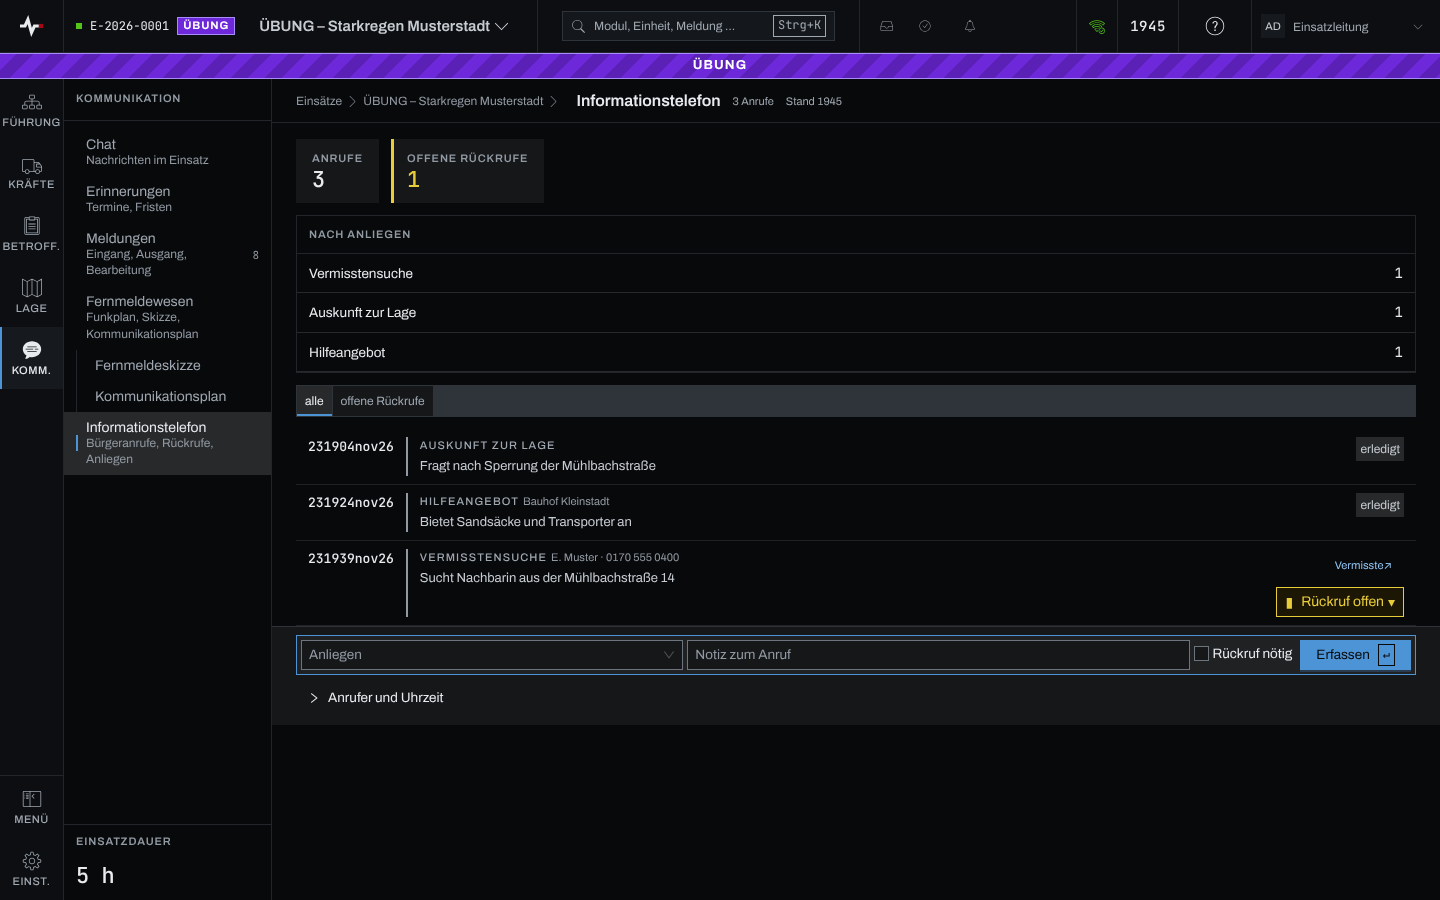 E-2026-0001 ÜBUNG ÜBUNG – Starkregen Musterstadt Modul, Einheit, Meldung ... Strg+K 1945 ? AD Einsatzleitung
ÜBUNG
FÜHRUNG
KRÄFTE
BETROFF.
LAGE
KOMM.
MENÜ
EINST.
KOMMUNIKATION
Chat
Nachrichten im Einsatz
Erinnerungen
Termine, Fristen
Meldungen
Eingang, Ausgang, 8
Bearbeitung
Fernmeldewesen
Funkplan, Skizze,
Kommunikationsplan
Fernmeldeskizze
Kommunikationsplan
Informationstelefon
Bürgeranrufe, Rückrufe,
Anliegen
EINSATZDAUER
5 h
Einsätze ÜBUNG – Starkregen Musterstadt Informationstelefon 3 Anrufe Stand 1945
ANRUFE
3
OFFENE RÜCKRUFE
1
NACH ANLIEGEN
Vermisstensuche 1
Auskunft zur Lage 1
Hilfeangebot 1
alle offene Rückrufe
231904nov26 AUSKUNFT ZUR LAGE erledigt
Fragt nach Sperrung der Mühlbachstraße
231924nov26 HILFEANGEBOT Bauhof Kleinstadt erledigt
Bietet Sandsäcke und Transporter an
231939nov26 VERMISSTENSUCHE E. Muster · 0170 555 0400
Sucht Nachbarin aus der Mühlbachstraße 14
Vermisste↗
Rückruf offen ▾
Anliegen Notiz zum Anruf Rückruf nötig Erfassen ↵
Anrufer und Uhrzeit